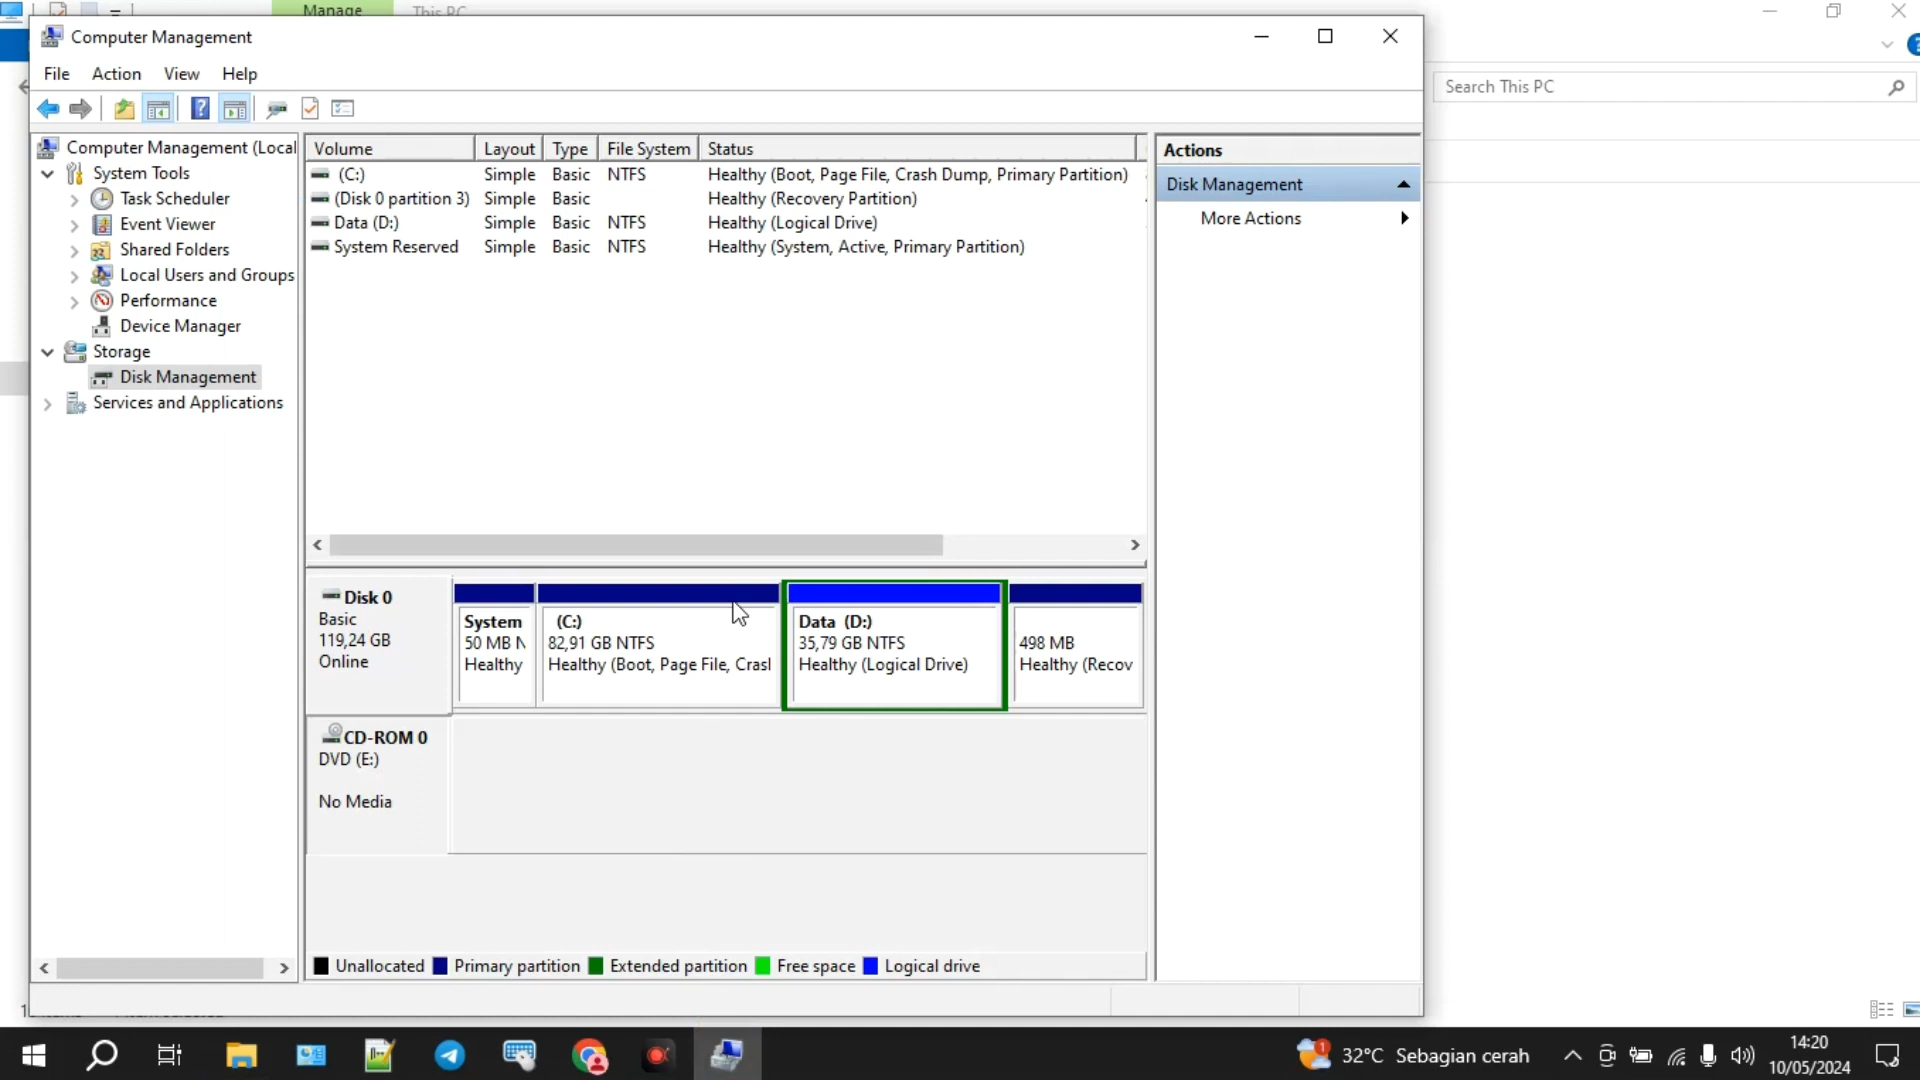 Manage
This PC
Computer Management
File Action View Help
Search This PC
Computer Management (Local
System Tools
Task Scheduler
Event Viewer
Shared Folders
Local Users and Groups
Performance
Device Manager
Storage
Disk Management
Services and Applications
Volume Layout Type File System Status
(C:) Simple Basic NTFS Healthy (Boot, Page File, Crash Dump, Primary Partition)
(Disk 0 partition 3) Simple Basic Healthy (Recovery Partition)
Data (D:) Simple Basic NTFS Healthy (Logical Drive)
System Reserved Simple Basic NTFS Healthy (System, Active, Primary Partition)
Actions
Disk Management
More Actions
Disk 0
Basic
119,24 GB
Online
System
50 MB N
Healthy
(C:)
82,91 GB NTFS
Healthy (Boot, Page File, Crasl
Data (D:)
35,79 GB NTFS
Healthy (Logical Drive)
498 MB
Healthy (Recov
CD-ROM 0
DVD (E:)
No Media
Unallocated Primary partition Extended partition Free space Logical drive
1
32°C Sebagian cerah
14:20
10/05/2024